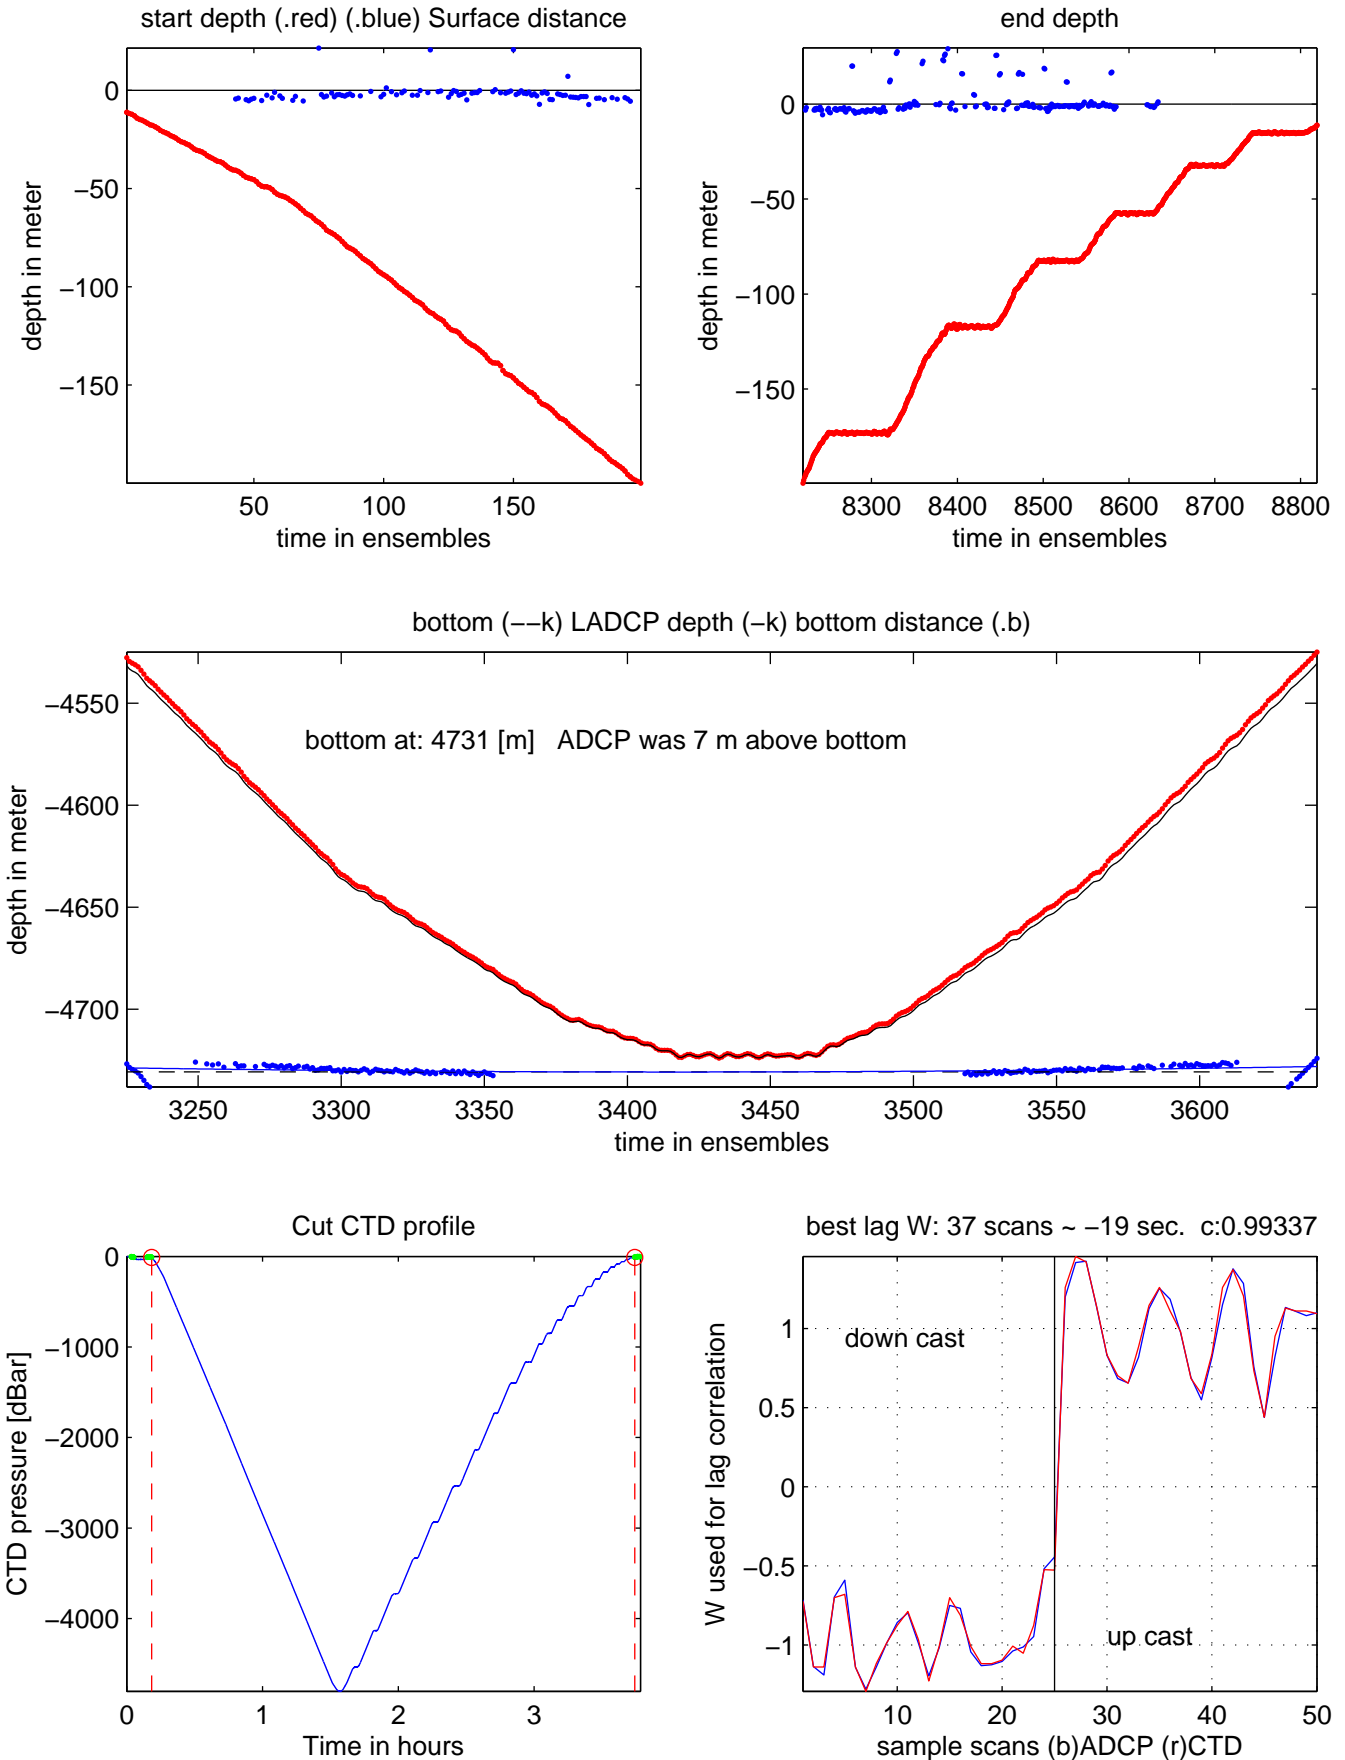 start depth (.red) (.blue) Surface distance
0
−50
−100
−150
depth in meter
50 100 150
time in ensembles
end depth
0
−50
−100
−150
depth in meter
8300 8400 8500 8600 8700 8800
time in ensembles
bottom (−−k) LADCP depth (−k) bottom distance (.b)
bottom at: 4731 [m] ADCP was 7 m above bottom
−4550
−4600
−4650
−4700
depth in meter
3250 3300 3350 3400 3450 3500 3550 3600
time in ensembles
Cut CTD profile
0
−1000
−2000
−3000
−4000
CTD pressure [dBar]
0 1 2 3
Time in hours
best lag W: 37 scans ~ −19 sec. c:0.99337
down cast
up cast
1
0.5
0
−0.5
−1
W used for lag correlation
10 20 30 40 50
sample scans (b)ADCP (r)CTD